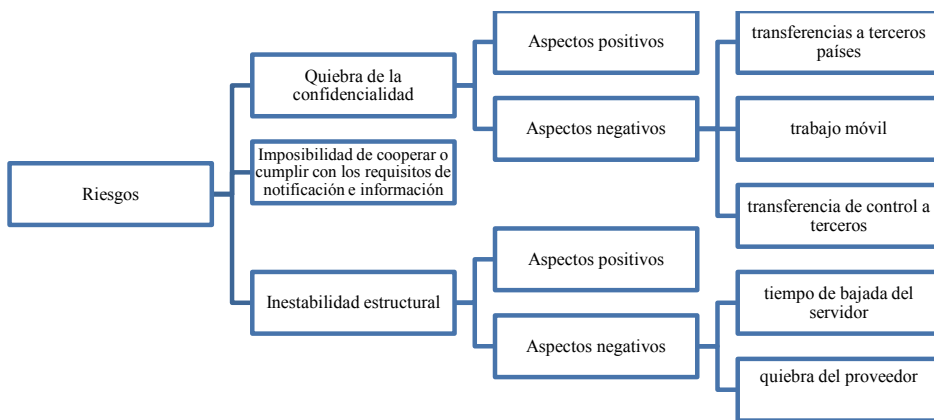 Riesgos
Quiebra de la
confidencialidad
Aspectos positivos
Aspectos negativos
transferencias a terceros
países
trabajo móvil
transferencia de control a
terceros
Imposibilidad de cooperar o
cumplir con los requisitos de
notificación e información
Inestabilidad estructural
Aspectos positivos
Aspectos negativos
tiempo de bajada del
servidor
quiebra del proveedor